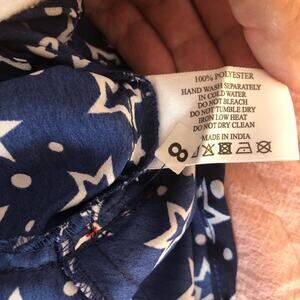 100% POLYESTER
HAND WASH SEPARATELY
IN COLD WATER
DO NOT BLEACH
DO NOT TUMBLE DRY
IRON LOW HEAT
DO NOT DRY CLEAN
MADE IN INDIA
8